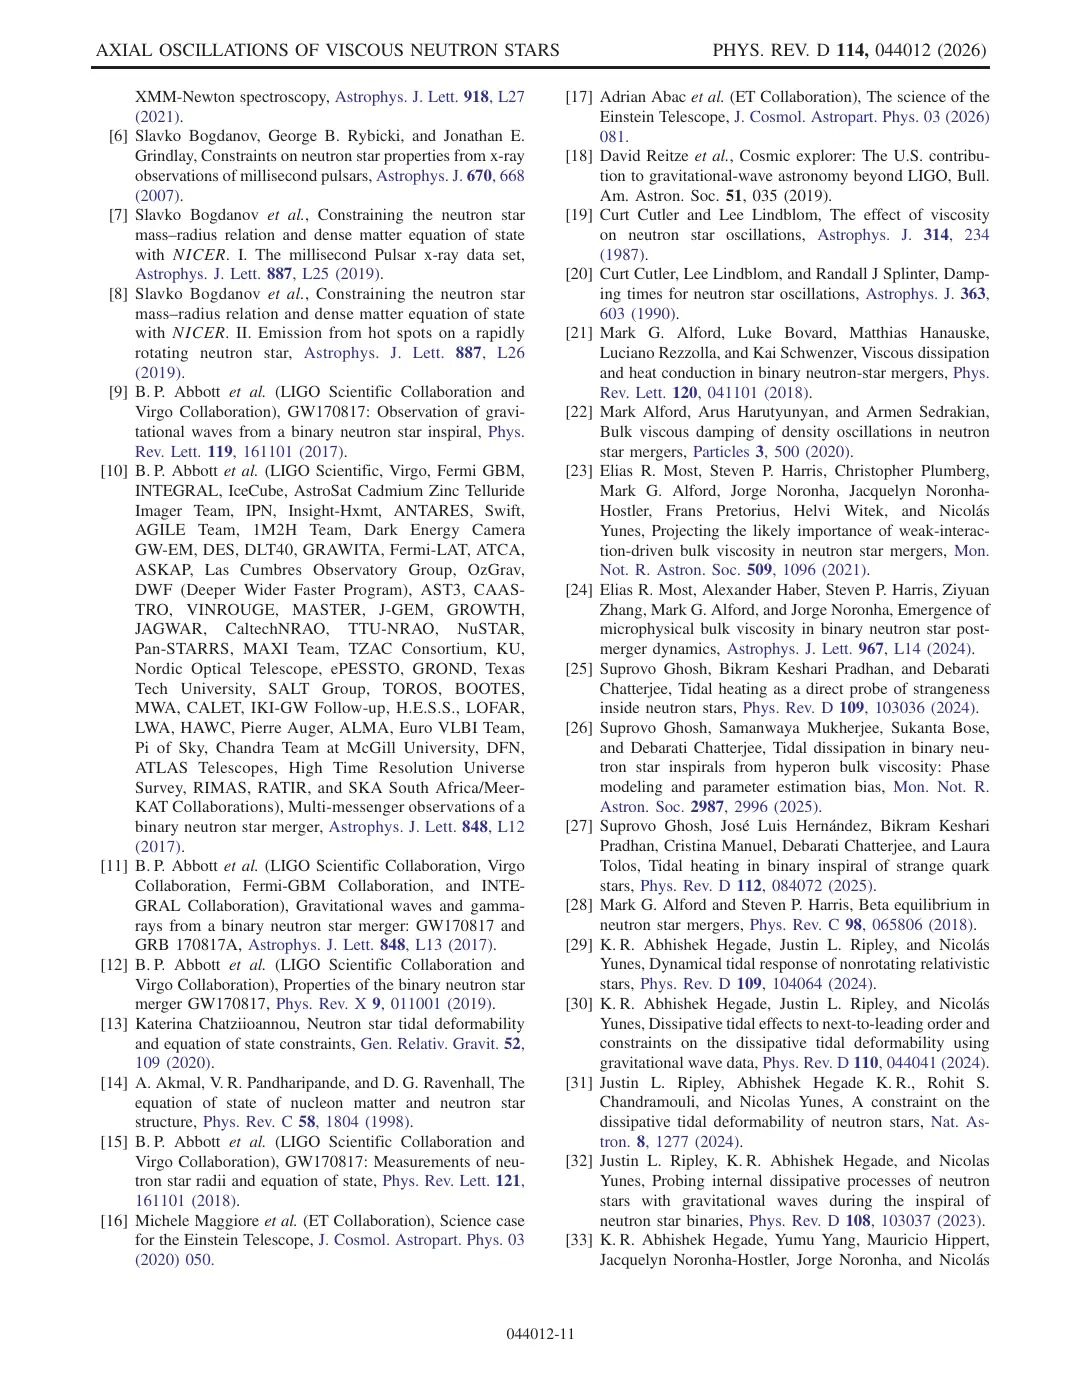 AXIAL OSCILLATIONS OF VISCOUS NEUTRON STARS
PHYS. REV. D 114, 044012 (2026)
XMM-Newton spectroscopy, Astrophys. J. Lett. 918, L27
(2021).
[6] Slavko Bogdanov, George B. Rybicki, and Jonathan E.
Grindlay, Constraints on neutron star properties from x-ray
observations of millisecond pulsars, Astrophys. J. 670, 668
(2007).
[7] Slavko Bogdanov et al., Constraining the neutron star
mass–radius relation and dense matter equation of state
with NICER. I. The millisecond Pulsar x-ray data set,
Astrophys. J. Lett. 887, L25 (2019).
[8] Slavko Bogdanov et al., Constraining the neutron star
mass–radius relation and dense matter equation of state
with NICER. II. Emission from hot spots on a rapidly
rotating neutron star, Astrophys. J. Lett. 887, L26
(2019).
[9] B. P. Abbott et al. (LIGO Scientific Collaboration and
Virgo Collaboration), GW170817: Observation of gravi-
tational waves from a binary neutron star inspiral, Phys.
Rev. Lett. 119, 161101 (2017).
[10] B. P. Abbott et al. (LIGO Scientific, Virgo, Fermi GBM,
INTEGRAL, IceCube, AstroSat Cadmium Zinc Telluride
Imager Team, IPN, Insight-Hxmt, ANTARES, Swift,
AGILE Team, 1M2H Team, Dark Energy Camera
GW-EM, DES, DLT40, GRAWITA, Fermi-LAT, ATCA,
ASKAP, Las Cumbres Observatory Group, OzGrav,
DWF (Deeper Wider Faster Program), AST3, CAAS-
TRO, VINROUGE, MASTER, J-GEM, GROWTH,
JAGWAR, CaltechNRAO, TTU-NRAO, NuSTAR,
Pan-STARRS, MAXI Team, TZAC Consortium, KU,
Nordic Optical Telescope, ePESSTO, GROND, Texas
Tech University, SALT Group, TOROS, BOOTES,
MWA, CALET, IKI-GW Follow-up, H.E.S.S., LOFAR,
LWA, HAWC, Pierre Auger, ALMA, Euro VLBI Team,
Pi of Sky, Chandra Team at McGill University, DFN,
ATLAS Telescopes, High Time Resolution Universe
Survey, RIMAS, RATIR, and SKA South Africa/Meer-
KAT Collaborations), Multi-messenger observations of a
binary neutron star merger, Astrophys. J. Lett. 848, L12
(2017).
[11] B. P. Abbott et al. (LIGO Scientific Collaboration, Virgo
Collaboration, Fermi-GBM Collaboration, and INTE-
GRAL Collaboration), Gravitational waves and gamma-
rays from a binary neutron star merger: GW170817 and
GRB 170817A, Astrophys. J. Lett. 848, L13 (2017).
[12] B. P. Abbott et al. (LIGO Scientific Collaboration and
Virgo Collaboration), Properties of the binary neutron star
merger GW170817, Phys. Rev. X 9, 011001 (2019).
[13] Katerina Chatziioannou, Neutron star tidal deformability
and equation of state constraints, Gen. Relativ. Gravit. 52,
109 (2020).
[14] A. Akmal, V. R. Pandharipande, and D. G. Ravenhall, The
equation of state of nucleon matter and neutron star
structure, Phys. Rev. C 58, 1804 (1998).
[15] B. P. Abbott et al. (LIGO Scientific Collaboration and
Virgo Collaboration), GW170817: Measurements of neu-
tron star radii and equation of state, Phys. Rev. Lett. 121,
161101 (2018).
[16] Michele Maggiore et al. (ET Collaboration), Science case
for the Einstein Telescope, J. Cosmol. Astropart. Phys. 03
(2020) 050.
[17] Adrian Abac et al. (ET Collaboration), The science of the
Einstein Telescope, J. Cosmol. Astropart. Phys. 03 (2026)
081.
[18] David Reitze et al., Cosmic explorer: The U.S. contribu-
tion to gravitational-wave astronomy beyond LIGO, Bull.
Am. Astron. Soc. 51, 035 (2019).
[19] Curt Cutler and Lee Lindblom, The effect of viscosity
on neutron star oscillations, Astrophys. J. 314, 234
(1987).
[20] Curt Cutler, Lee Lindblom, and Randall J Splinter, Damp-
ing times for neutron star oscillations, Astrophys. J. 363,
603 (1990).
[21] Mark G. Alford, Luke Bovard, Matthias Hanauske,
Luciano Rezzolla, and Kai Schwenzer, Viscous dissipation
and heat conduction in binary neutron-star mergers, Phys.
Rev. Lett. 120, 041101 (2018).
[22] Mark Alford, Arus Harutyunyan, and Armen Sedrakian,
Bulk viscous damping of density oscillations in neutron
star mergers, Particles 3, 500 (2020).
[23] Elias R. Most, Steven P. Harris, Christopher Plumberg,
Mark G. Alford, Jorge Noronha, Jacquelyn Noronha-
Hostler, Frans Pretorius, Helvi Witek, and Nicolás
Yunes, Projecting the likely importance of weak-interac-
tion-driven bulk viscosity in neutron star mergers, Mon.
Not. R. Astron. Soc. 509, 1096 (2021).
[24] Elias R. Most, Alexander Haber, Steven P. Harris, Ziyuan
Zhang, Mark G. Alford, and Jorge Noronha, Emergence of
microphysical bulk viscosity in binary neutron star post-
merger dynamics, Astrophys. J. Lett. 967, L14 (2024).
[25] Suprovo Ghosh, Bikram Keshari Pradhan, and Debarati
Chatterjee, Tidal heating as a direct probe of strangeness
inside neutron stars, Phys. Rev. D 109, 103036 (2024).
[26] Suprovo Ghosh, Samanwaya Mukherjee, Sukanta Bose,
and Debarati Chatterjee, Tidal dissipation in binary neu-
tron star inspirals from hyperon bulk viscosity: Phase
modeling and parameter estimation bias, Mon. Not. R.
Astron. Soc. 2987, 2996 (2025).
[27] Suprovo Ghosh, José Luis Hernández, Bikram Keshari
Pradhan, Cristina Manuel, Debarati Chatterjee, and Laura
Tolos, Tidal heating in binary inspiral of strange quark
stars, Phys. Rev. D 112, 084072 (2025).
[28] Mark G. Alford and Steven P. Harris, Beta equilibrium in
neutron star mergers, Phys. Rev. C 98, 065806 (2018).
[29] K. R. Abhishek Hegade, Justin L. Ripley, and Nicolás
Yunes, Dynamical tidal response of nonrotating relativistic
stars, Phys. Rev. D 109, 104064 (2024).
[30] K. R. Abhishek Hegade, Justin L. Ripley, and Nicolás
Yunes, Dissipative tidal effects to next-to-leading order and
constraints on the dissipative tidal deformability using
gravitational wave data, Phys. Rev. D 110, 044041 (2024).
[31] Justin L. Ripley, Abhishek Hegade K. R., Rohit S.
Chandramouli, and Nicolas Yunes, A constraint on the
dissipative tidal deformability of neutron stars, Nat. As-
tron. 8, 1277 (2024).
[32] Justin L. Ripley, K. R. Abhishek Hegade, and Nicolas
Yunes, Probing internal dissipative processes of neutron
stars with gravitational waves during the inspiral of
neutron star binaries, Phys. Rev. D 108, 103037 (2023).
[33] K. R. Abhishek Hegade, Yumu Yang, Mauricio Hippert,
Jacquelyn Noronha-Hostler, Jorge Noronha, and Nicolás
044012-11